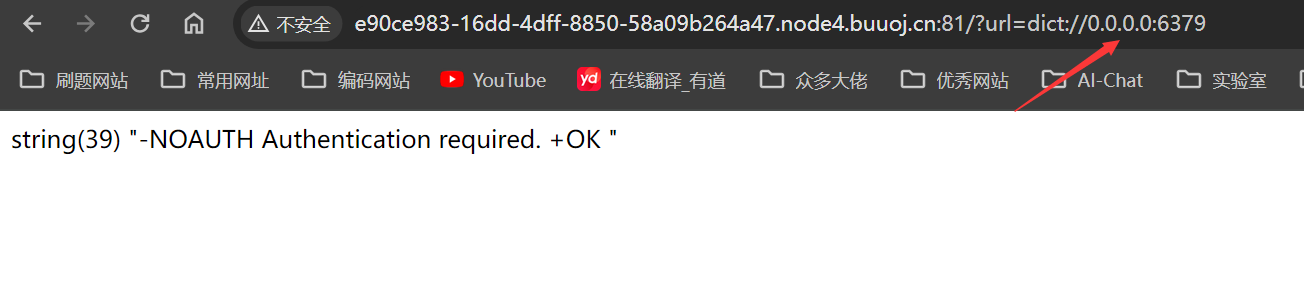 不安全 e90ce983-16dd-4dff-8850-58a09b264a47.node4.buuoj.cn:81/?url=dict://0.0.0.0:6379
刷题网站 常用网址 编码网站 YouTube yd 在线翻译_有道 众多大佬 优秀网站 AI-Chat 实验室
string(39) "-NOAUTH Authentication required. +OK "